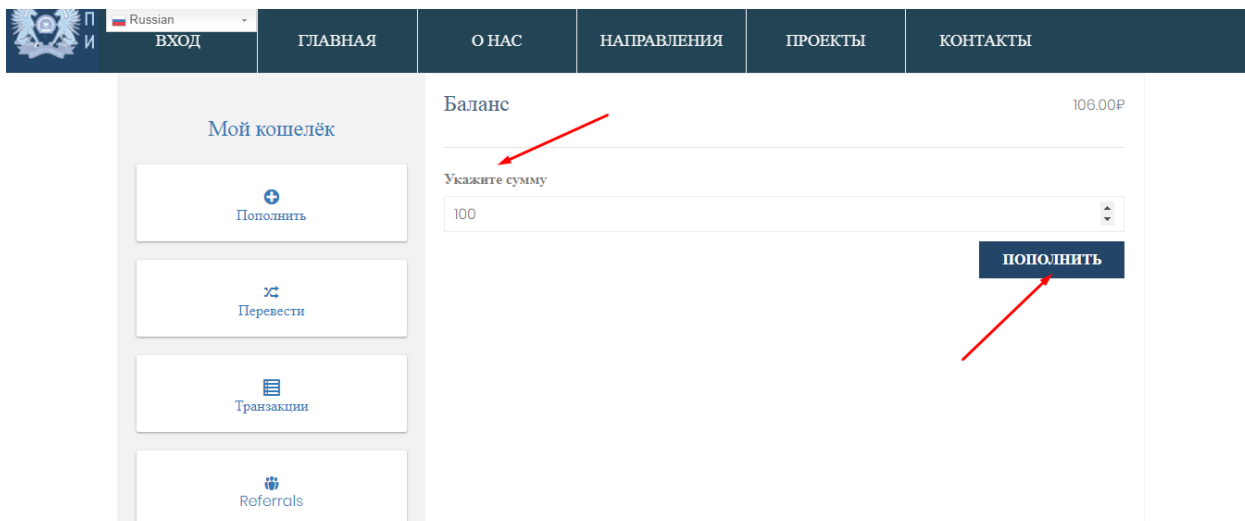 П
И
Russian
ВХОД
ГЛАВНАЯ
О НАС
НАПРАВЛЕНИЯ
ПРОЕКТЫ
КОНТАКТЫ
Мой кошелёк
Пополнить
Перевести
Транзакции
Referrals
Баланс
106.00₽
Укажите сумму
100
ПОПОЛНИТЬ